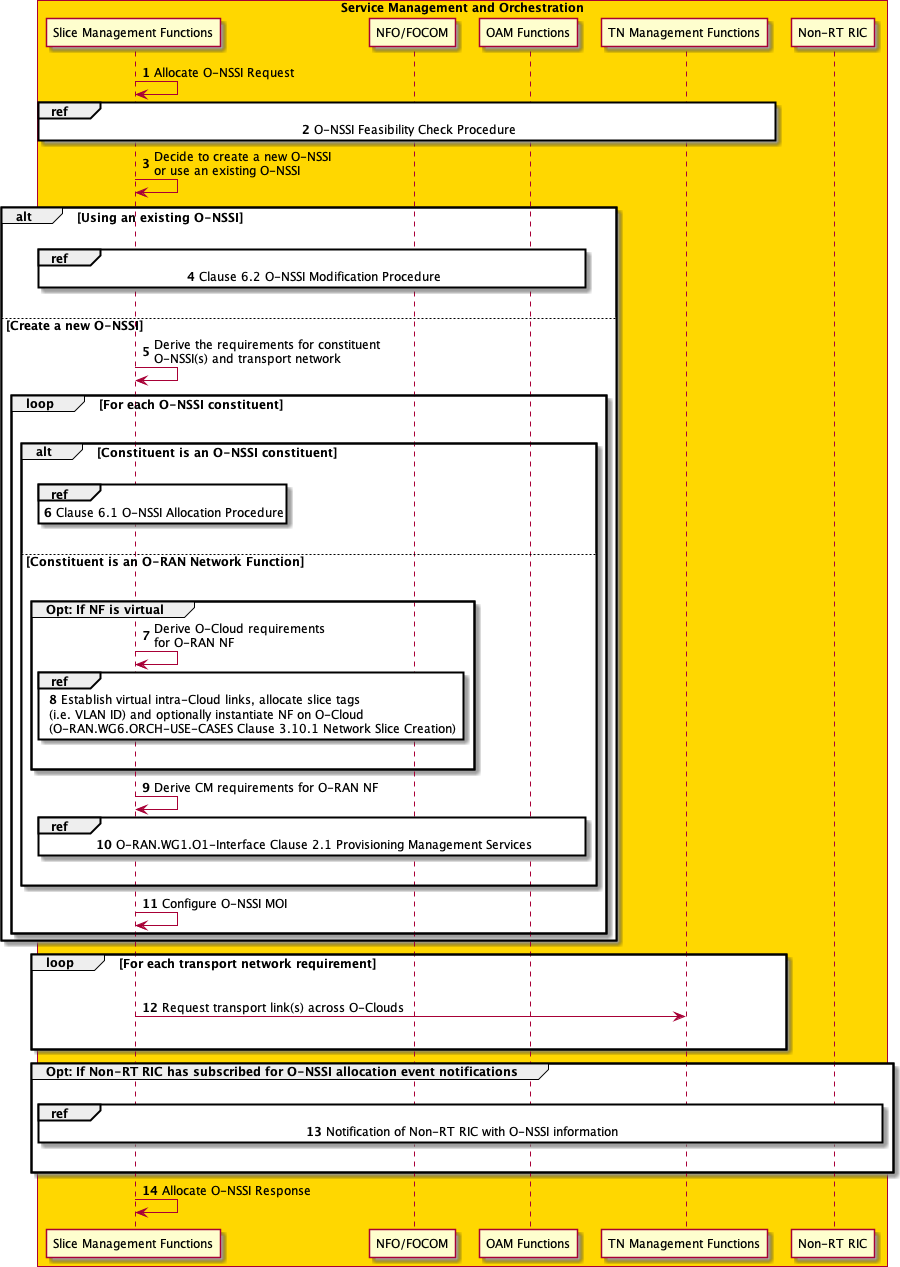 Service Management and Orchestration
Slice Management Functions
NFO/FOCOM
OAM Functions
TN Management Functions
Non-RT RIC
1 Allocate O-NSSI Request
ref
2 O-NSSI Feasibility Check Procedure
3 Decide to create a new O-NSSI
or use an existing O-NSSI
alt [Using an existing O-NSSI]
ref
4 Clause 6.2 O-NSSI Modification Procedure
[Create a new O-NSSI]
5 Derive the requirements for constituent
O-NSSI(s) and transport network
loop [For each O-NSSI constituent]
alt [Constituent is an O-NSSI constituent]
ref
6 Clause 6.1 O-NSSI Allocation Procedure
[Constituent is an O-RAN Network Function]
Opt: If NF is virtual
7 Derive O-Cloud requirements
for O-RAN NF
ref
8 Establish virtual intra-Cloud links, allocate slice tags
(i.e. VLAN ID) and optionally instantiate NF on O-Cloud
(O-RAN.WG6.ORCH-USE-CASES Clause 3.10.1 Network Slice Creation)
9 Derive CM requirements for O-RAN NF
ref
10 O-RAN.WG1.O1-Interface Clause 2.1 Provisioning Management Services
11 Configure O-NSSI MOI
loop [For each transport network requirement]
12 Request transport link(s) across O-Clouds
Opt: If Non-RT RIC has subscribed for O-NSSI allocation event notifications
ref
13 Notification of Non-RT RIC with O-NSSI information
14 Allocate O-NSSI Response
Slice Management Functions
NFO/FOCOM
OAM Functions
TN Management Functions
Non-RT RIC